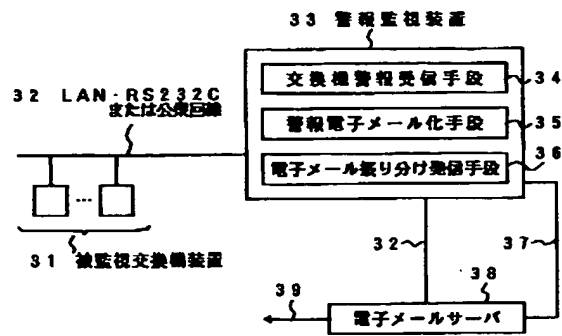 33 警報監視装置
交換機警報受信手段
34
32 LAN・RS232C
または公衆回線
警報電子メール化手段
35
電子メール振り分け発信手段
36
...
31 被監視交換機装置
32
37
38
39
電子メールサーバ